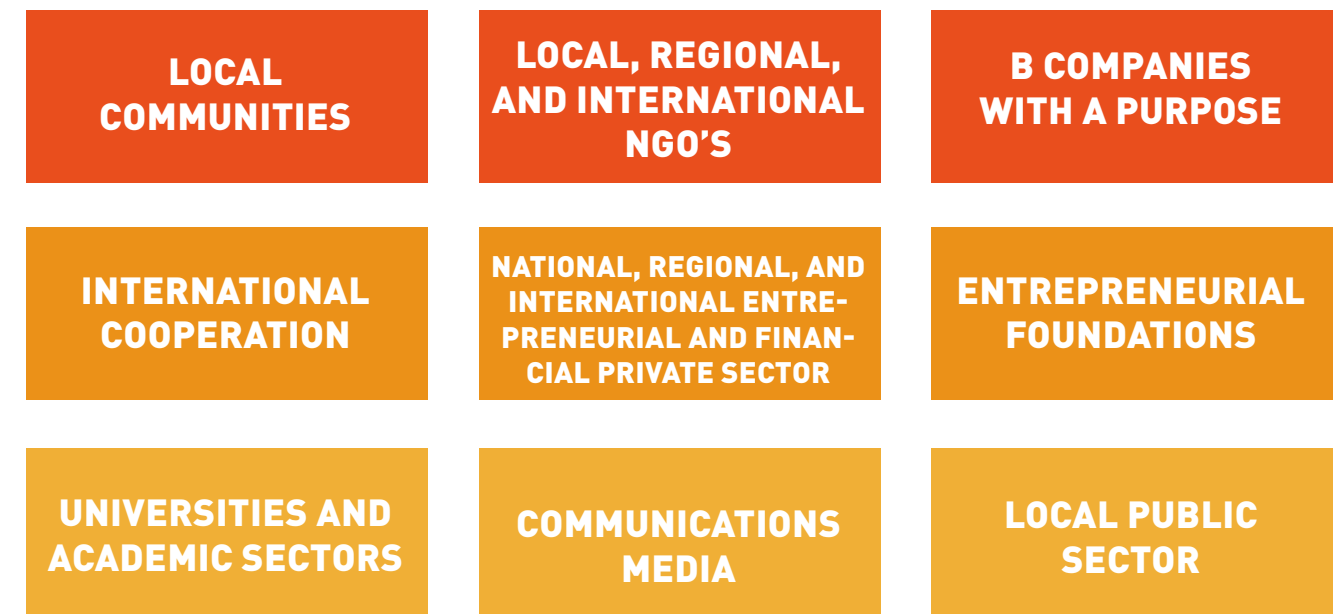 LOCAL
COMMUNITIES
LOCAL, REGIONAL,
AND INTERNATIONAL
NGO'S
B COMPANIES
WITH A PURPOSE
INTERNATIONAL
COOPERATION
NATIONAL, REGIONAL, AND
INTERNATIONAL ENTRE-
PRENEURIAL AND FINAN-
CIAL PRIVATE SECTOR
ENTREPRENEURIAL
FOUNDATIONS
UNIVERSITIES AND
ACADEMIC SECTORS
COMMUNICATIONS
MEDIA
LOCAL PUBLIC
SECTOR